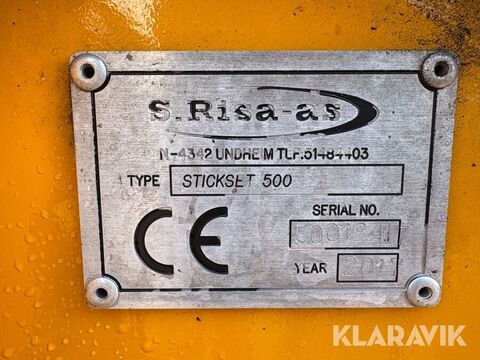 S.Risa-as
N-4342 UNDHEIM TLF.51484403
TYPE STICKSET 500
CE
SERIAL NO.
YEAR
KLARAVIK